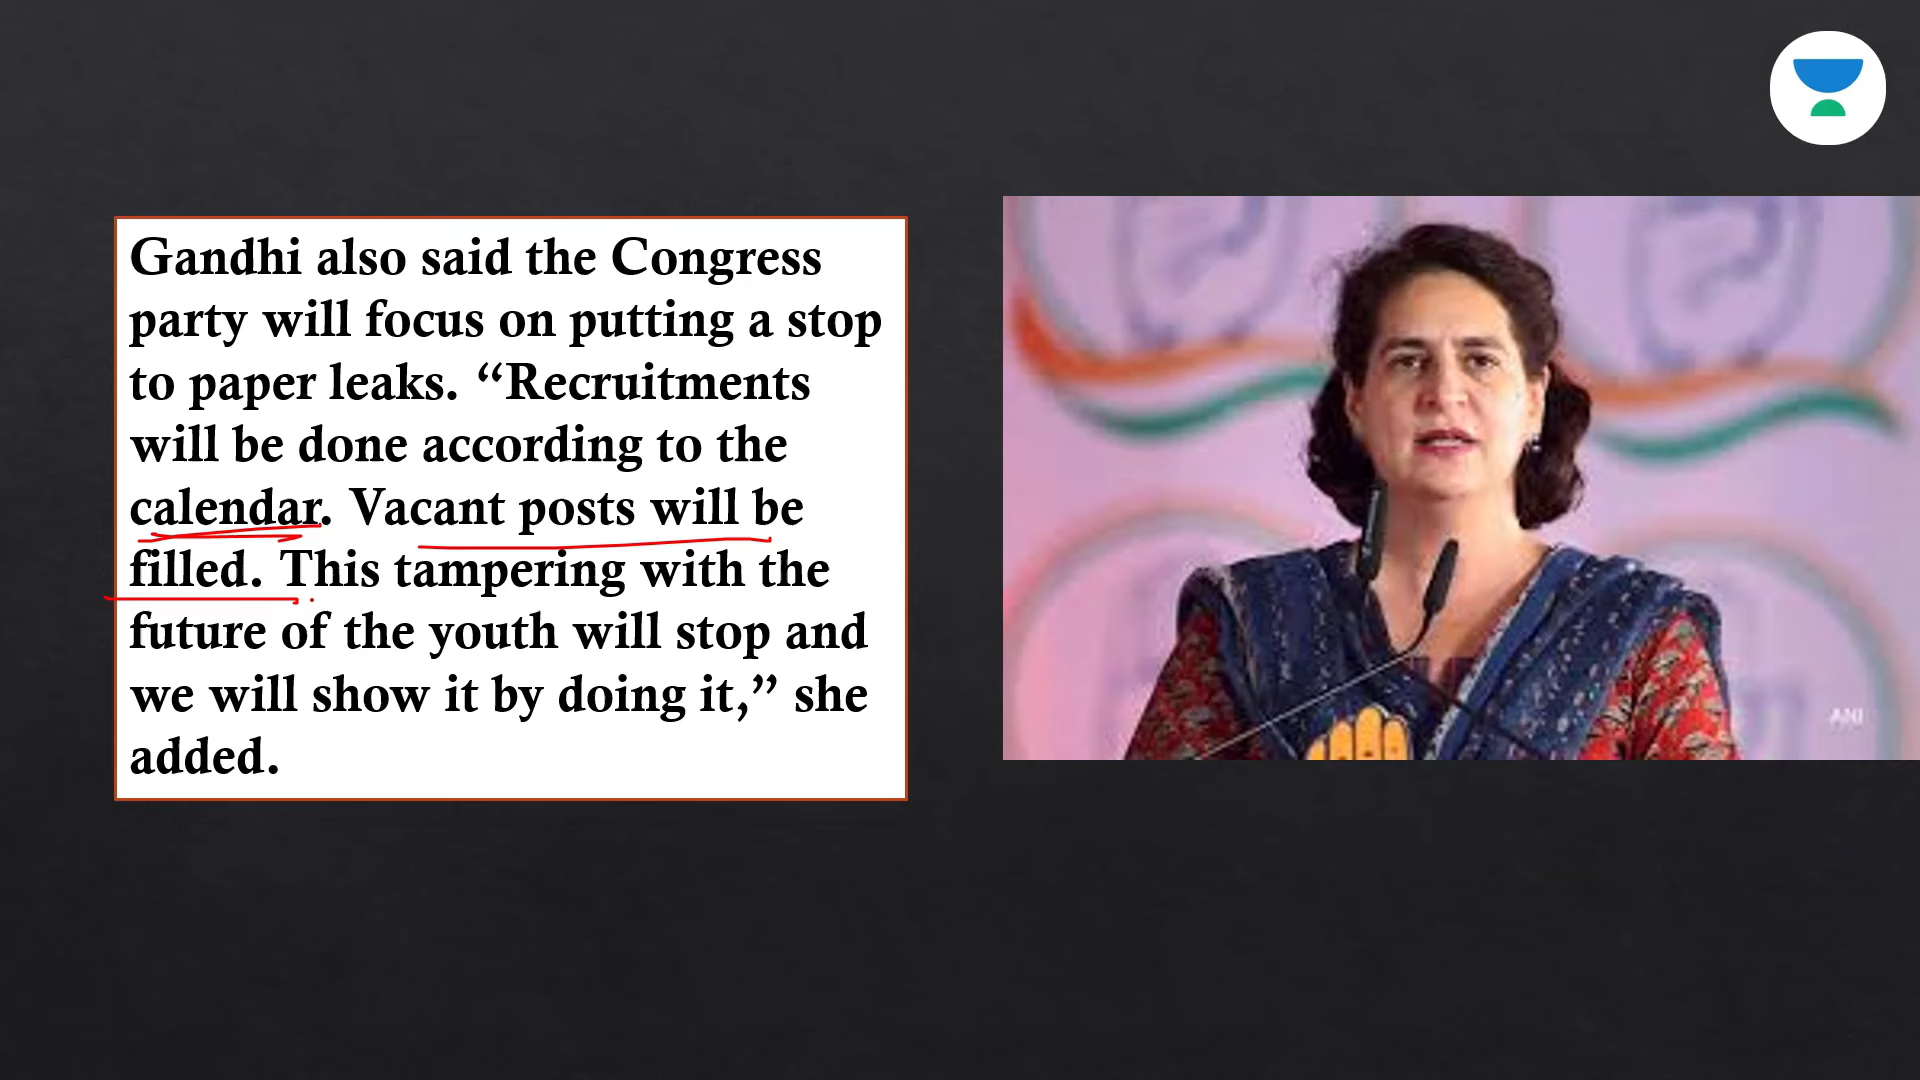 Gandhi also said the Congress
party will focus on putting a stop
to paper leaks. “Recruitments
will be done according to the
calendar. Vacant posts will be
filled. This tampering with the
future of the youth will stop and
we will show it by doing it,” she
added.
ANI